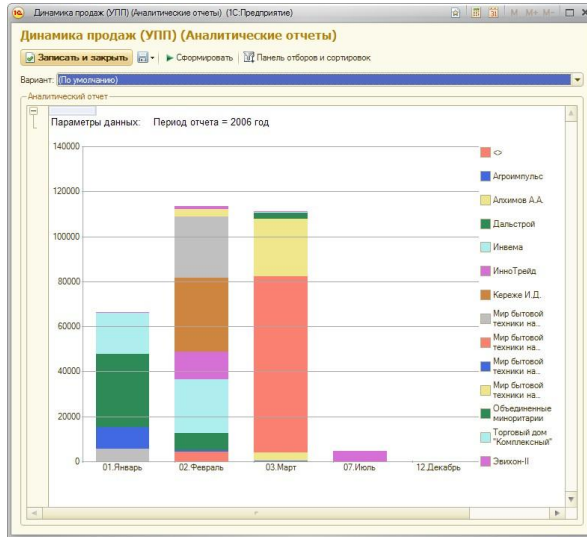 Динамика продаж (УПП) (Аналитические отчеты) (1С:Предприятие)
M M+ M-
Динамика продаж (УПП) (Аналитические отчеты)
Записать и закрыть Сформировать Панель отборов и сортировок
Вариант: (По умолчанию)
Аналитический отчет
Параметры данных: Период отчета = 2006 год
140000
120000
100000
80000
60000
40000
20000
0
01.Январь 02.Февраль 03.Март 07.Июль 12.Декабрь
<>
Агроимпульс
Алхимов А.А.
Дальстрой
Инвема
ИнноТрейд
Кереже И.Д.
Мир бытовой
техники на...
Мир бытовой
техники на...
Мир бытовой
техники на...
Мир бытовой
техники на...
Объединенные
миноритарии
Торговый дом
"Комплексный"
Эвихон-II